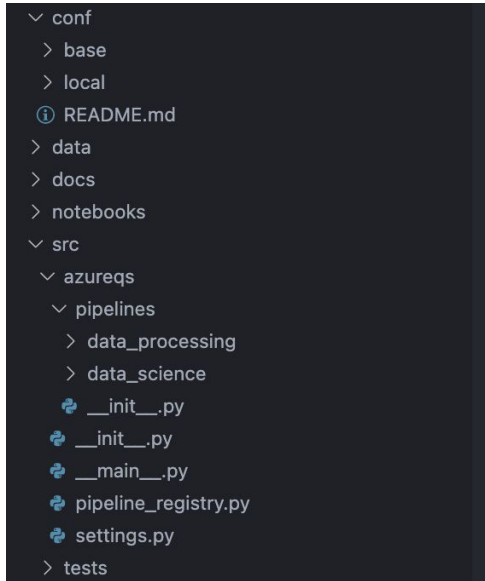 conf
base
local
README.md
data
docs
notebooks
src
azureqs
pipelines
data_processing
data_science
__init__.py
__init__.py
__main__.py
pipeline_registry.py
settings.py
tests